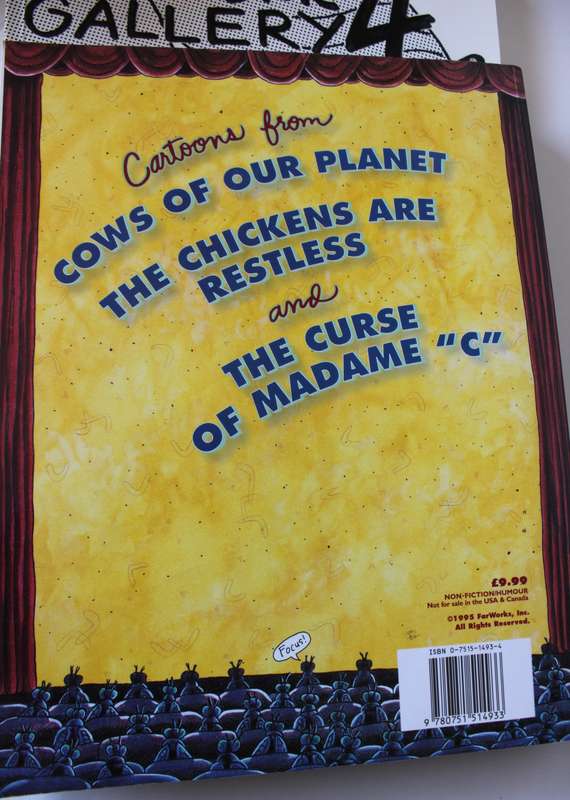 GALLERY 4
Cartoons from
COWS OF OUR PLANET
THE CHICKENS ARE
RESTLESS
and
THE CURSE
OF MADAME "C"
£9.99
NON-FICTION/HUMOUR
Not for sale in the USA & Canada
©1995 FarWorks, Inc.
All Rights Reserved.
Focus!
ISBN 0-7515-1493-4
9 780751 514933